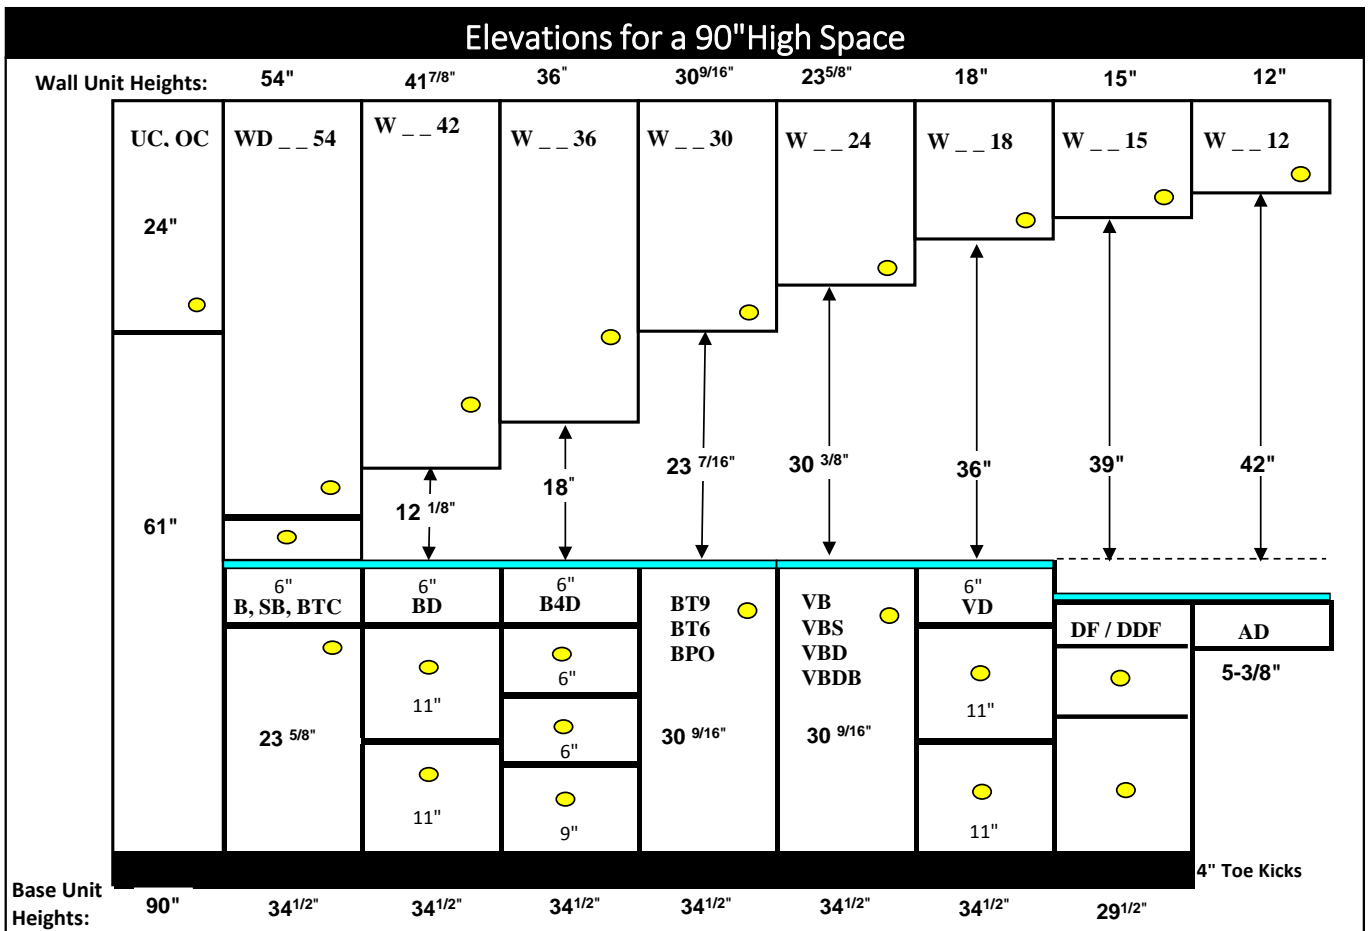 Elevations for a 90"High Space
Wall Unit Heights: 54" 41 7/8" 36" 30 9/16" 23 5/8" 18" 15" 12"
UC, OC WD _ _ 54 W _ _ 42 W _ _ 36 W _ _ 30 W _ _ 24 W _ _ 18 W _ _ 15 W _ _ 12
24"
61"
12 1/8" 18" 23 7/16" 30 3/8" 36" 39" 42"
6" 6" 6" 6"
B, SB, BTC BD B4D BT9 VB VD DF / DDF AD
BT6 VBS
BPO VBD
VBDB
5-3/8"
6"
11" 11"
23 5/8" 6" 30 9/16" 30 9/16"
11" 9" 11"
4" Toe Kicks
Base Unit
Heights: 90" 34 1/2" 34 1/2" 34 1/2" 34 1/2" 34 1/2" 34 1/2" 29 1/2"